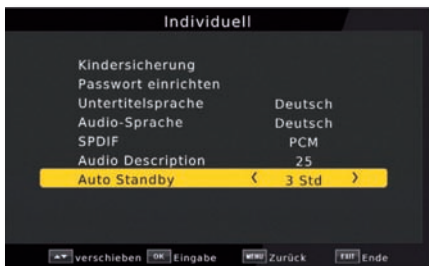 Individuell
Kindersicherung
Passwort einrichten
Untertitelsprache Deutsch
Audio-Sprache Deutsch
SPDIF PCM
Audio Description 25
Auto Standby < 3 Std >
verschieben OK Eingabe MENU Zurück EXIT Ende